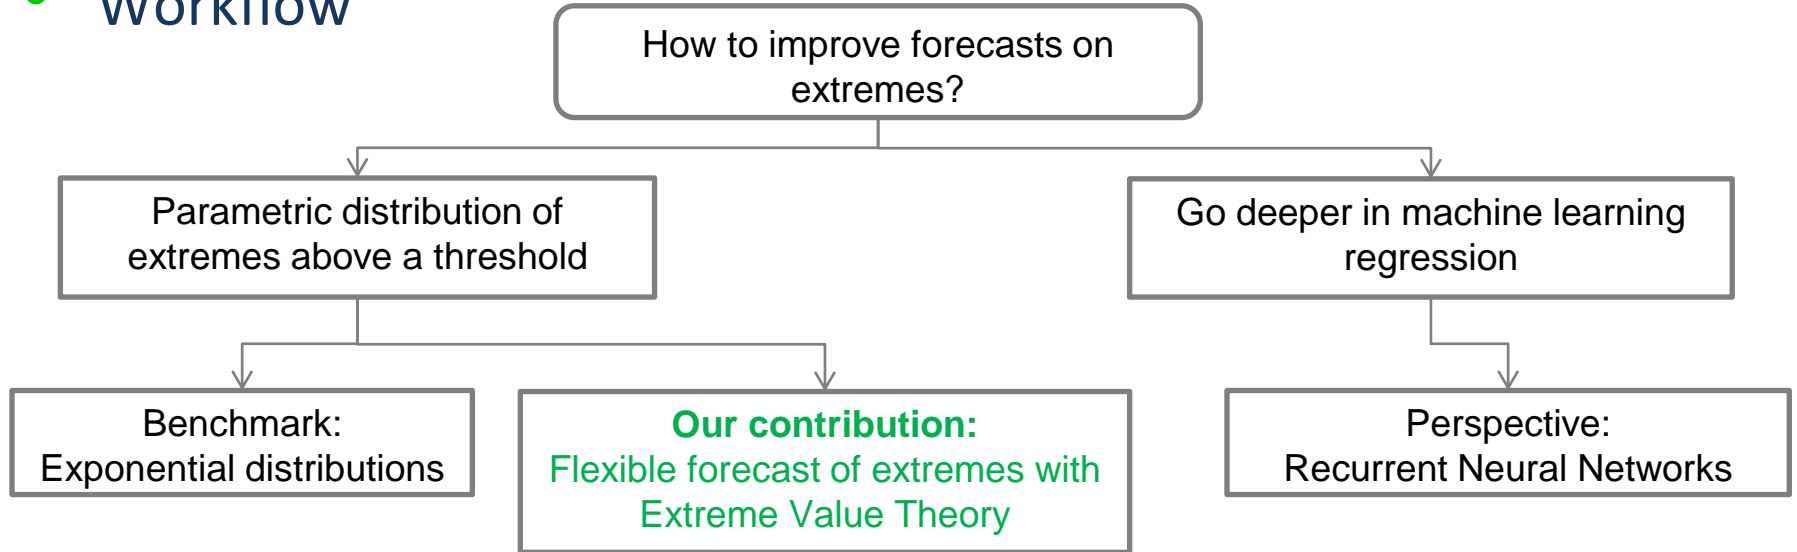 Workflow
How to improve forecasts on
extremes?
Parametric distribution of
extremes above a threshold
Go deeper in machine learning
regression
Benchmark:
Exponential distributions
Our contribution:
Flexible forecast of extremes with
Extreme Value Theory
Perspective:
Recurrent Neural Networks